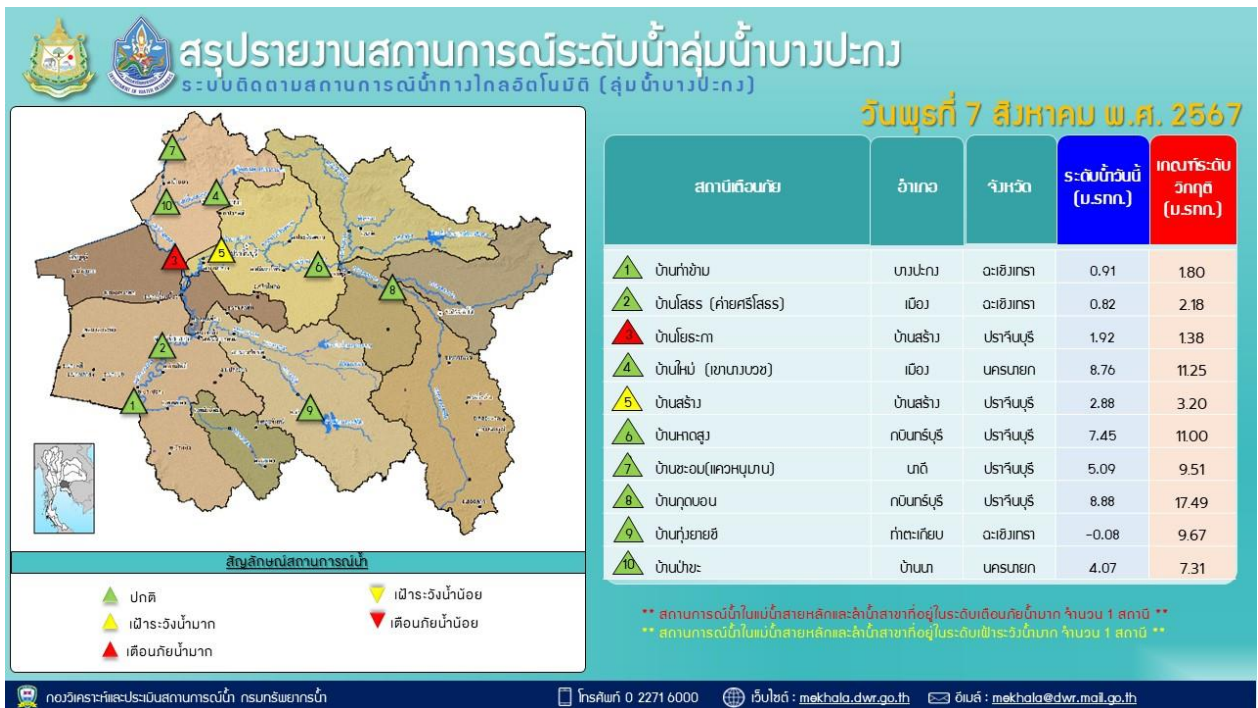 สรุปรายงานสถานการณ์ระดับน้ำลุ่มน้ำบางปะกง
ระบบติดตามสถานการณ์น้ำทางไกลอัตโนมัติ (ลุ่มน้ำบางปะกง)
วันพุธที่ 7 สิงหาคม พ.ศ. 2567
สถานีเตือนภัย อำเภอ จังหวัด ระดับน้ำวันนี้ (ม.รทก.) เกณฑ์ระดับวิกฤติ (ม.รทก.)
1 บ้านท่าข้าม บางปะกง ฉะเชิงเทรา 0.91 1.80
2 บ้านโสธร (ค่ายศรีโสธร) เมือง ฉะเชิงเทรา 0.82 2.18
3 บ้านโยธะกา บ้านสร้าง ปราจีนบุรี 1.92 1.38
4 บ้านใหม่ (เขานางบวช) เมือง นครนายก 8.76 11.25
5 บ้านสร้าง บ้านสร้าง ปราจีนบุรี 2.88 3.20
6 บ้านหาดสูง กบินทร์บุรี ปราจีนบุรี 7.45 11.00
7 บ้านชะอม(แควหนุมาน) นาดี ปราจีนบุรี 5.09 9.51
8 บ้านกุดบอน กบินทร์บุรี ปราจีนบุรี 8.88 17.49
9 บ้านทุ่งยายชี ท่าตะเกียบ ฉะเชิงเทรา -0.08 9.67
10 บ้านป่าขะ บ้านนา นครนายก 4.07 7.31
** สถานการณ์น้ำในแม่น้ำสายหลักและลำน้ำสาขาที่อยู่ในระดับเตือนภัยน้ำมาก จำนวน 1 สถานี **
** สถานการณ์น้ำในแม่น้ำสายหลักและลำน้ำสาขาที่อยู่ในระดับเฝ้าระวังน้ำมาก จำนวน 1 สถานี **
7
10
4
3
5
6
8
2
1
9
สัญลักษณ์สถานการณ์น้ำ
ปกติ
เฝ้าระวังน้ำมาก
เตือนภัยน้ำมาก
เฝ้าระวังน้ำน้อย
เตือนภัยน้ำน้อย
กองวิเคราะห์และประเมินสถานการณ์น้ำ กรมทรัพยากรน้ำ
โทรศัพท์ 0 2271 6000
เว็บไซต์ : mekhala.dwr.go.th
อีเมล์ : mekhala@dwr.mail.go.th